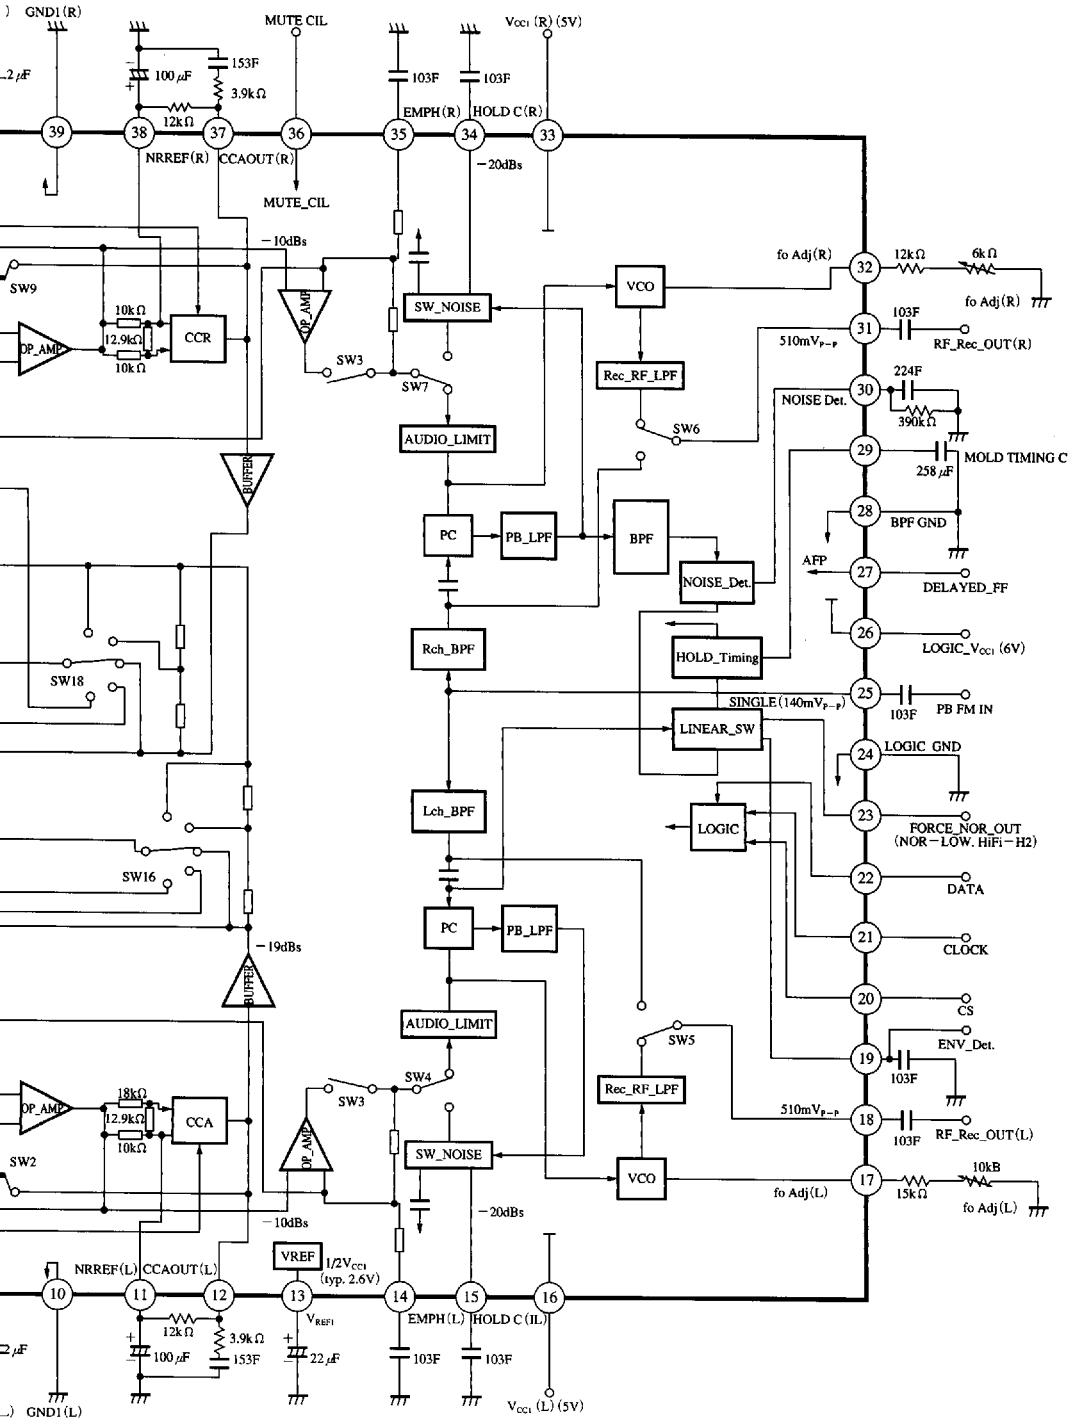 ) GND1(R)
MUTE CIL
VCC1 (R) (5V)
2 μF
100 μF
153F
3.9kΩ
103F
103F
12kΩ
EMPH(R)
HOLD C(R)
39
38
37
36
35
34
33
NRREF(R)
CCAOUT(R)
−20dBs
MUTE_CIL
−10dBs
fo Adj(R)
32
12kΩ
6kΩ
fo Adj(R)
SW9
OP_AMP
VCO
SW_NOISE
10kΩ
12.9kΩ
10kΩ
CCR
OP_AMP
103F
31
510mVP-P
RF_Rec_OUT(R)
SW3
SW7
Rec_RF_LPF
224F
30
NOISE Det.
390kΩ
AUDIO_LIMIT
SW6
29
MOLD TIMING C
258 μF
BUFFER
28
BPF GND
PC
PB_LPF
BPF
AFP
27
DELAYED_FF
NOISE_Det.
26
LOGIC_VCC1 (6V)
Rch_BPF
HOLD_Timing
SW18
25
SINGLE(140mVP-P)
103F
PB FM IN
LINEAR_SW
24
LOGIC GND
Lch_BPF
LOGIC
23
FORCE_NOR_OUT
(NOR−LOW. HiFi−H2)
SW16
22
DATA
PC
PB_LPF
21
CLOCK
−19dBs
BUFFER
20
CS
AUDIO_LIMIT
SW5
ENV_Det.
19
103F
SW4
SW3
Rec_RF_LPF
18kΩ
12.9kΩ
10kΩ
OP_AMP
CCA
OP_AMP
510mVP-P
18
103F
RF_Rec_OUT(L)
SW2
SW_NOISE
VCO
17
10kB
15kΩ
fo Adj(L)
fo Adj(L)
−10dBs
−20dBs
NRREF(L)
CCAOUT(L)
VREF
1/2VCC1
(typ. 2.6V)
10
11
12
13
14
15
16
12kΩ
3.9kΩ
VREF1
EMPH(L)
HOLD C (IL)
2 μF
100 μF
153F
22 μF
103F
103F
) GND1(L)
VCC1 (L) (5V)